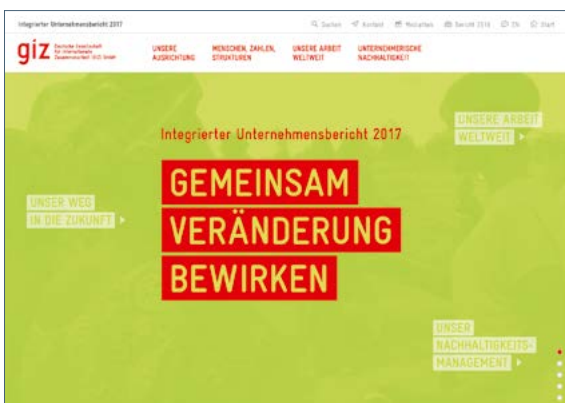 Integrierter Unternehmensbericht 2017
Suchen Kontakt Mediathek Bericht 2016 EN Start
giz Deutsche Gesellschaft
für Internationale
Zusammenarbeit (GIZ) GmbH
UNSERE
AUSRICHTUNG
MENSCHEN, ZAHLEN,
STRUKTUREN
UNSERE ARBEIT
WELTWEIT
UNTERNEHMERISCHE
NACHHALTIGKEIT
UNSERE ARBEIT
WELTWEIT
Integrierter Unternehmensbericht 2017
GEMEINSAM
VERÄNDERUNG
BEWIRKEN
UNSER WEG
IN DIE ZUKUNFT
UNSER
NACHHALTIGKEITS-
MANAGEMENT